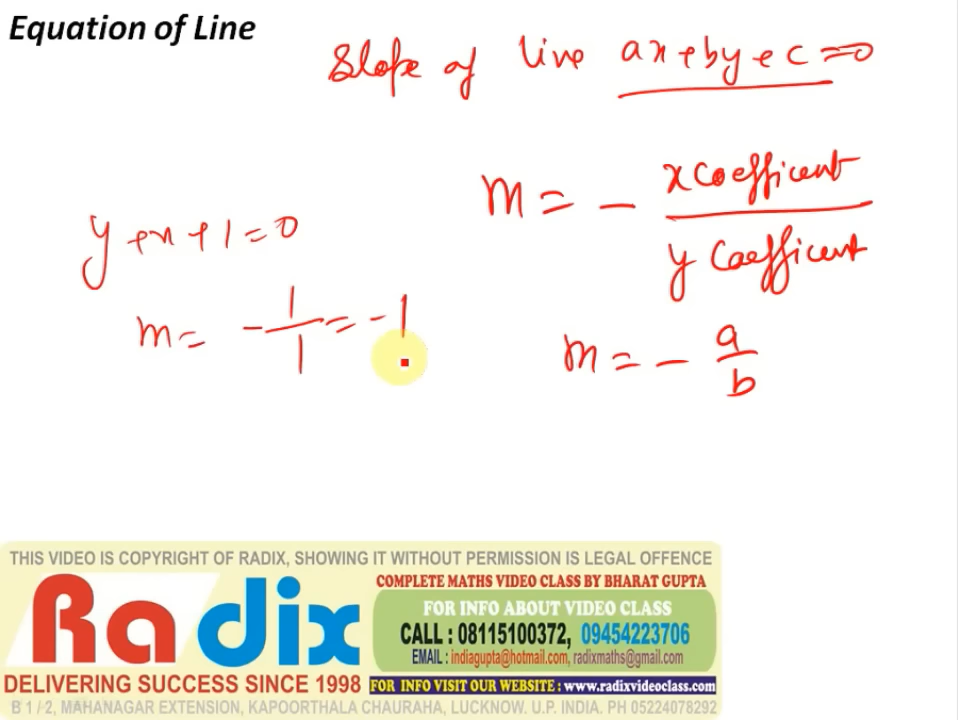 Equation of Line
Slope of line ax+by+c=0
m = - x Coefficent / y Coefficent
y+x+1=0
m = - 1/1 = -1
m = - a/b
THIS VIDEO IS COPYRIGHT OF RADIX, SHOWING IT WITHOUT PERMISSION IS LEGAL OFFENCE
Radix
DELIVERING SUCCESS SINCE 1998
COMPLETE MATHS VIDEO CLASS BY BHARAT GUPTA
FOR INFO ABOUT VIDEO CLASS
CALL : 08115100372, 09454223706
EMAIL : indiagupta@hotmail.com, radixmaths@gmail.com
FOR INFO VISIT OUR WEBSITE : www.radixvideoclass.com
B 1 / 2, MAHANAGAR EXTENSION, KAPOORTHALA CHAURAHA, LUCKNOW. U.P. INDIA. PH 05224078292